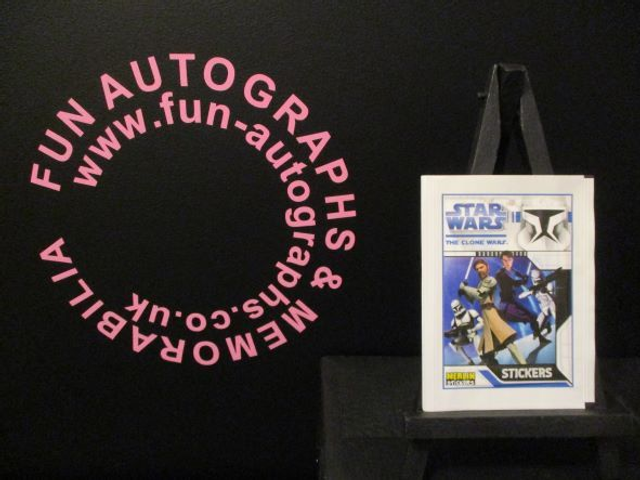 FUN AUTOGRAPHS & MEMORABILIA
www.fun-autographs.co.uk
STAR
WARS
THE CLONE WARS
STICKERS
MERLIN